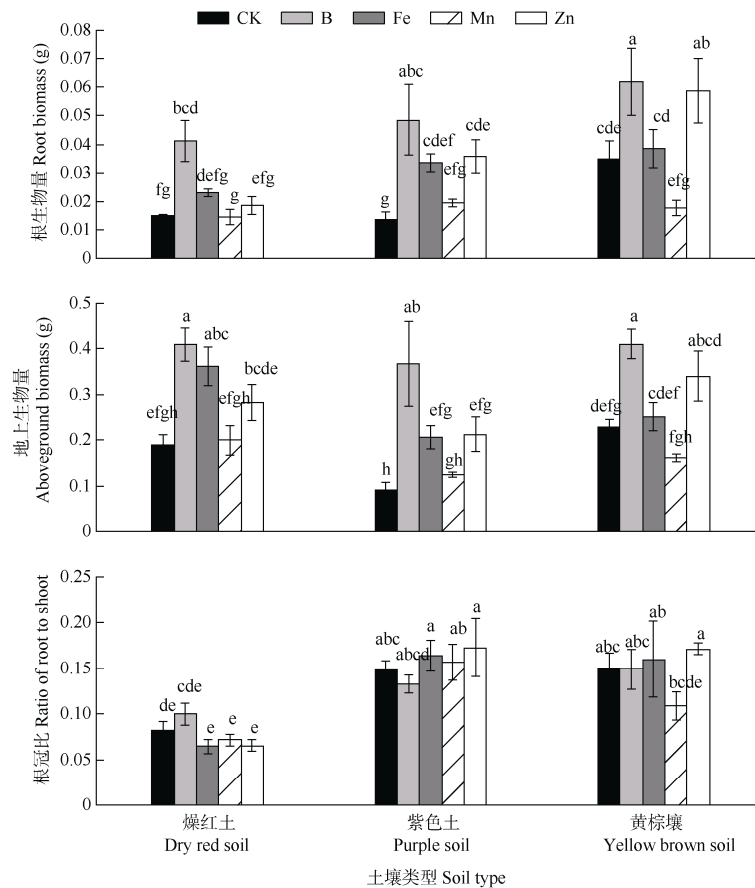 CK B Fe Mn Zn
根生物量 Root biomass (g)
0.08
0.07
0.06
0.05
0.04
0.03
0.02
0.01
0
fg bcd defg g efg
g abc cdef efg cde
cde a cd efg ab
地上生物量
Aboveground biomass (g)
0.5
0.4
0.3
0.2
0.1
0
efgh a abc efgh bcde
h ab efg gh efg
defg a cdef fgh abcd
根冠比 Ratio of root to shoot
0.25
0.20
0.15
0.10
0.05
0
de cde e e e
abc abcd a ab a
abc abc ab bcde a
燥红土 紫色土 黄棕壤
Dry red soil Purple soil Yellow brown soil
土壤类型 Soil type